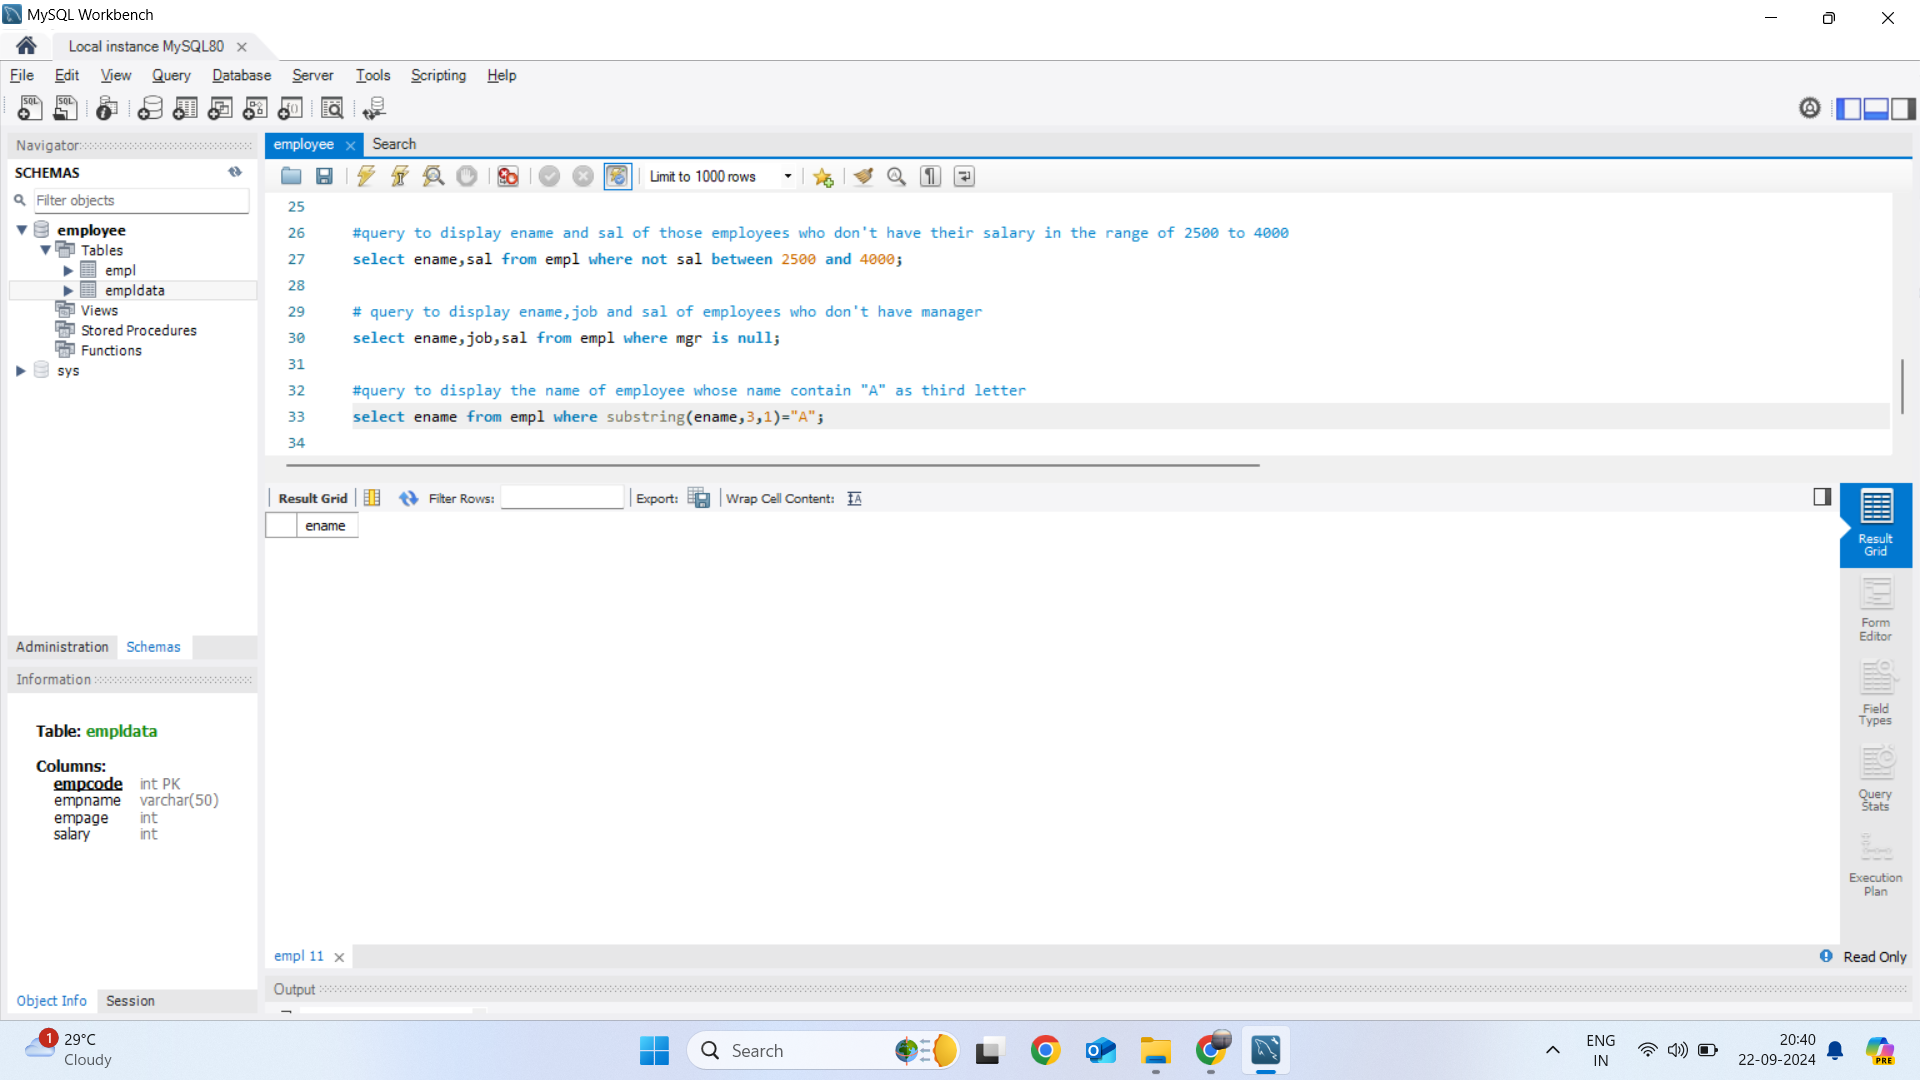 MySQL Workbench
Local instance MySQL80
File Edit View Query Database Server Tools Scripting Help
Navigator
SCHEMAS
Filter objects
employee
Tables
empl
empldata
Views
Stored Procedures
Functions
sys
Administration Schemas
Information
Table: empldata
Columns:
empcode int PK
empname varchar(50)
empage int
salary int
Object Info Session
employee Search
Limit to 1000 rows
25
26 #query to display ename and sal of those employees who don't have their salary in the range of 2500 to 4000
27 select ename,sal from empl where not sal between 2500 and 4000;
28
29 # query to display ename,job and sal of employees who don't have manager
30 select ename,job,sal from empl where mgr is null;
31
32 #query to display the name of employee whose name contain "A" as third letter
33 select ename from empl where substring(ename,3,1)="A";
34
Result Grid Filter Rows: Export: Wrap Cell Content:
ename
Result
Grid
Form
Editor
Field
Types
Query
Stats
Execution
Plan
empl 11
Read Only
Output
1
29°C
Cloudy
Search
ENG
IN
20:40
22-09-2024
PRE